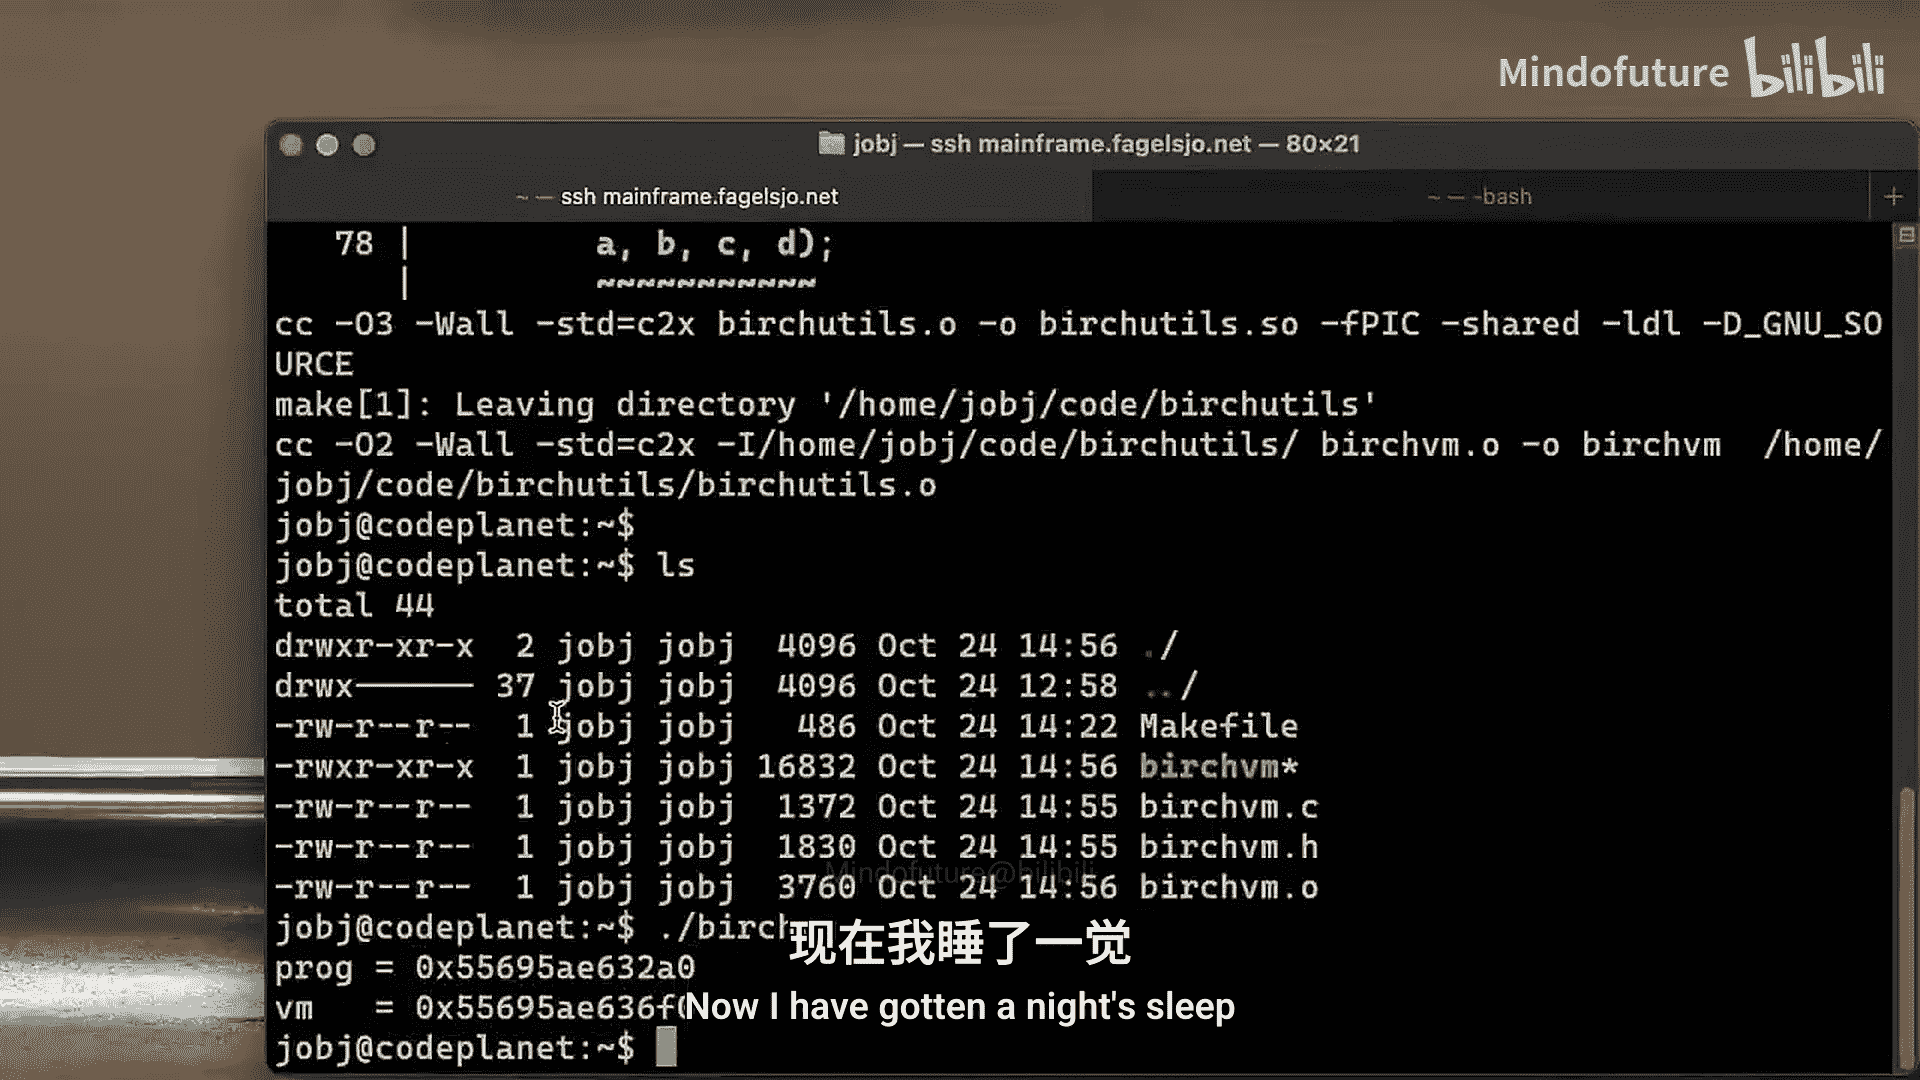 Mindofuture bilibili
jobj — ssh mainframe.fagelsjo.net — 80×21
~ — ssh mainframe.fagelsjo.net
~ — -bash
+
78 |         a, b, c, d);
|         ~~~~~~~~~~~
cc -O3 -Wall -std=c2x birchutils.o -o birchutils.so -fPIC -shared -ldl -D_GNU_SO
URCE
make[1]: Leaving directory '/home/jobj/code/birchutils'
cc -O2 -Wall -std=c2x -I/home/jobj/code/birchutils/ birchvm.o -o birchvm  /home/
jobj/code/birchutils/birchutils.o
jobj@codeplanet:~$
jobj@codeplanet:~$ ls
total 44
drwxr-xr-x  2 jobj jobj  4096 Oct 24 14:56 ./
drwx------ 37 jobj jobj  4096 Oct 24 12:58 ../
-rw-r--r--  1 jobj jobj   486 Oct 24 14:22 Makefile
-rwxr-xr-x  1 jobj jobj 16832 Oct 24 14:56 birchvm*
-rw-r--r--  1 jobj jobj  1372 Oct 24 14:55 birchvm.c
-rw-r--r--  1 jobj jobj  1830 Oct 24 14:55 birchvm.h
Mindofuture@bilibili
-rw-r--r--  1 jobj jobj  3760 Oct 24 14:56 birchvm.o
jobj@codeplanet:~$ ./birch
现在我睡了一觉
prog = 0x55695ae632a0
vm   = 0x55695ae636f0
Now I have gotten a night's sleep
jobj@codeplanet:~$